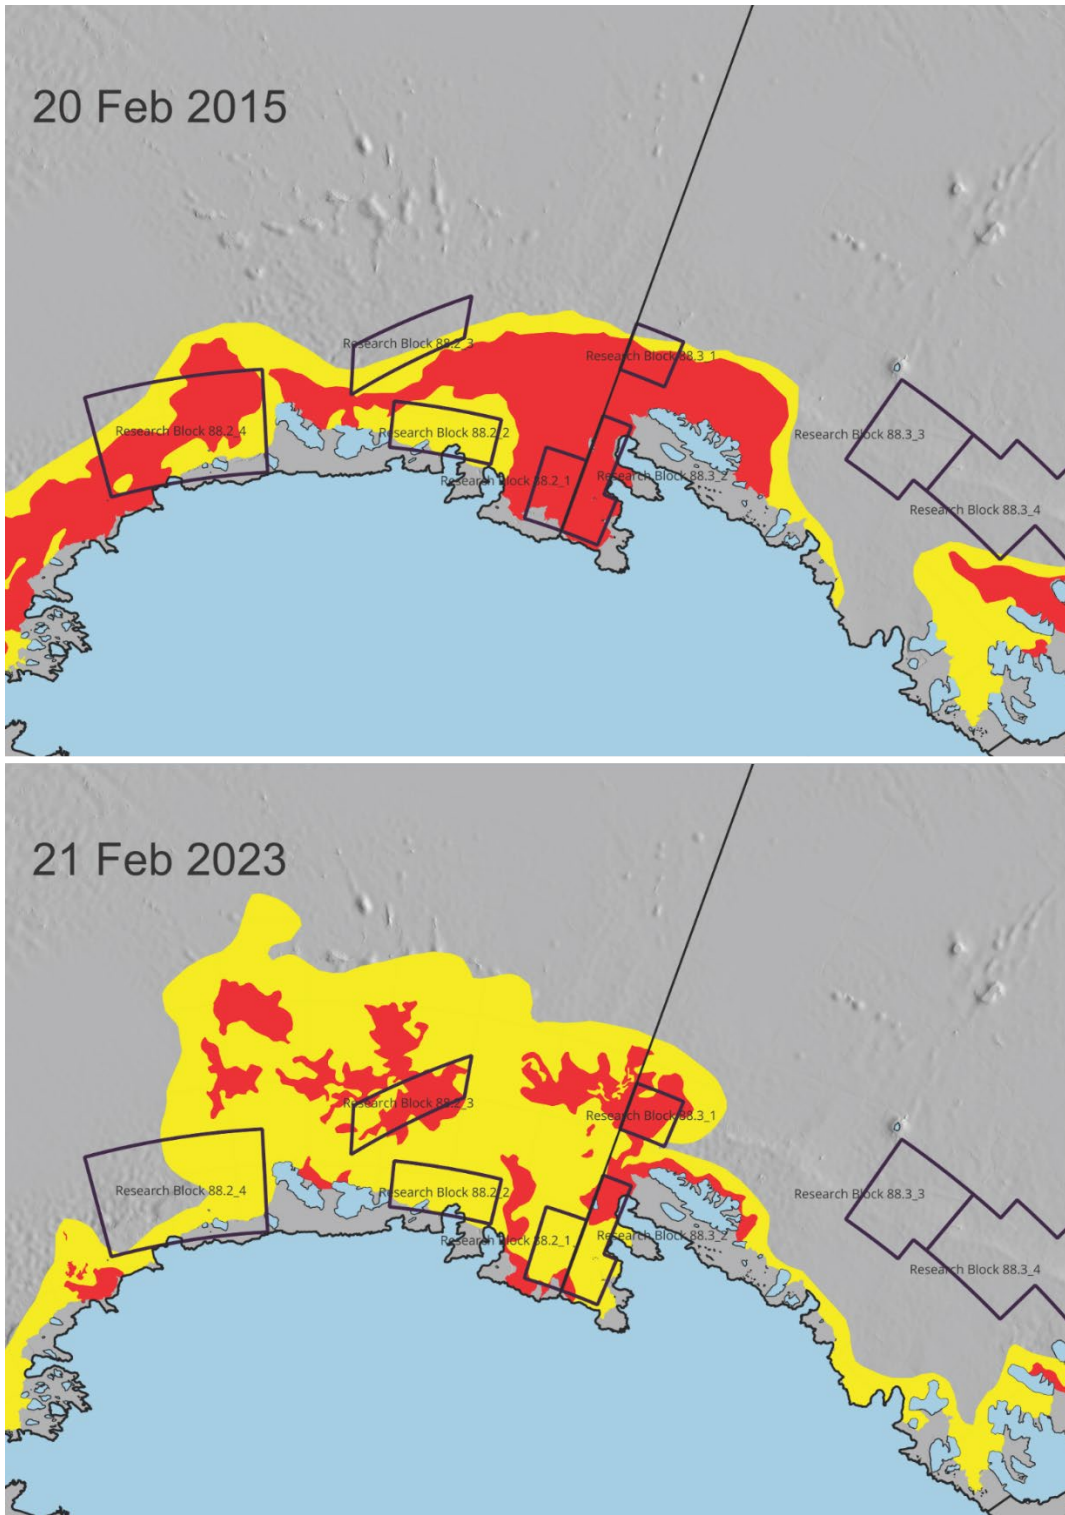 20 Feb 2015
Research Block 88.2_3
Research Block 88.3_1
Research Block 88.2_4
Research Block 88.2_2
Research Block 88.3_3
Research Block 88.2_1
Research Block 88.3_2
Research Block 88.3_4
21 Feb 2023
Research Block 88.2_3
Research Block 88.3_1
Research Block 88.2_4
Research Block 88.2_2
Research Block 88.3_3
Research Block 88.2_1
Research Block 88.3_2
Research Block 88.3_4